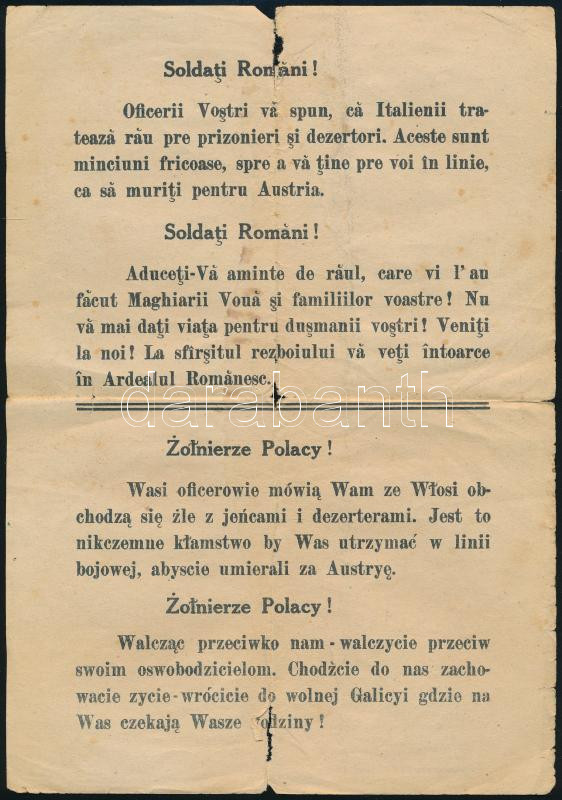 Soldaţi Români !
Oficerii Voştri vă spun, că Italienii tra-
tează rău pre prizonieri şi dezertori. Aceste sunt
minciuni fricoase, spre a vă ţine pre voi în linie,
ca să muriţi pentru Austria.
Soldaţi Români !
Aduceţi-Vă aminte de răul, care vi l'au
făcut Maghiarii Vouă şi familiilor voastre ! Nu
vă mai daţi viaţa pentru duşmanii voştri ! Veniţi
la noi ! La sfîrşitul rezboiului vă veţi întoarce
în Ardealul Românesc.
darabanth
Żołnierze Polacy !
Wasi oficerowie mówią Wam ze Włosi ob-
chodzą się źle z jeńcami i dezerterami. Jest to
nikczemne kłamstwo by Was utrzymać w linii
bojowej, abyscie umierali za Austryę.
Żołnierze Polacy !
Walcząc przeciwko nam - walczycie przeciw
swoim oswobodzicielom. Chodźcie do nas zacho-
wacie zycie - wrócicie do wolnej Galicyi gdzie na
Was czekają Wasze rodziny !